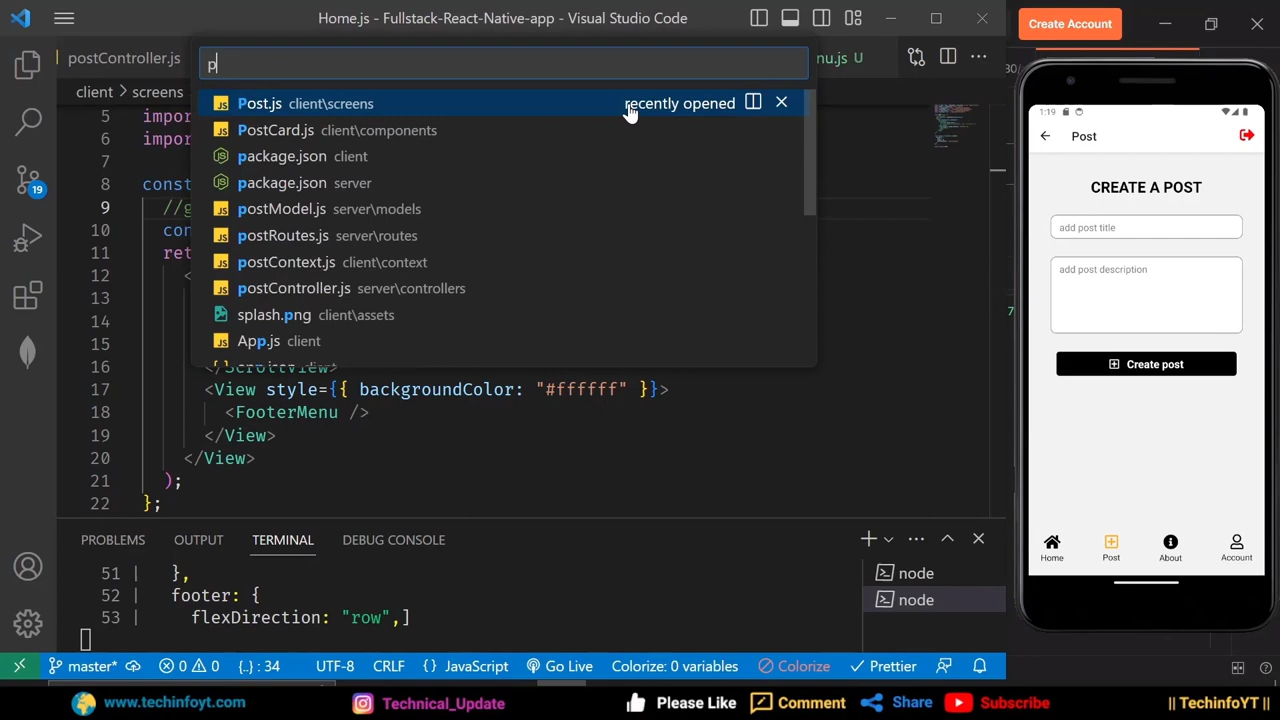 Home.js - Fullstack-React-Native-app - Visual Studio Code
postController.js
nu.js U
client > screens
p
Post.js client\screens recently opened
PostCard.js client\components
package.json client
package.json server
postModel.js server\models
postRoutes.js server\routes
postContext.js client\context
postController.js server\controllers
splash.png client\assets
App.js client
5 impor
6 impor
7
8 const
9 //g
10 con
11 ret
12 <
13
14
15
16 </ScrollView>
17 <View style={{ backgroundColor: "#ffffff" }}>
18 <FooterMenu />
19 </View>
20 </View>
21 );
22 };
PROBLEMS OUTPUT TERMINAL DEBUG CONSOLE
51 | },
52 | footer: {
53 | flexDirection: "row",]
node
node
19
master* 0 0 {..} : 34 UTF-8 CRLF {} JavaScript Go Live Colorize: 0 variables Colorize Prettier
Create Account
30/
7
1:19
Post
CREATE A POST
add post title
add post description
Create post
Home Post About Account
www.techinfoyt.com Technical_Update Please Like Comment Share Subscribe || TechinfoYT ||